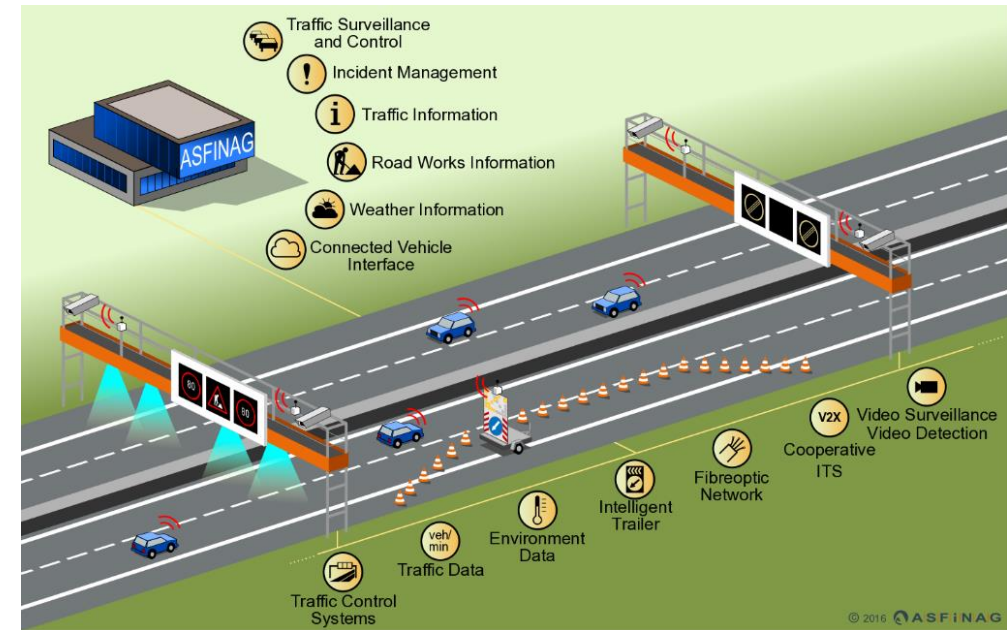 Traffic Surveillance
and Control
Incident Management
Traffic Information
Road Works Information
Weather Information
Connected Vehicle
Interface
ASFINAG
80
80
Video Surveillance
Video Detection
V2X
Cooperative
ITS
Fibreoptic
Network
Intelligent
Trailer
Environment
Data
veh/
min
Traffic Data
Traffic Control
Systems
© 2016 ASFiNAG